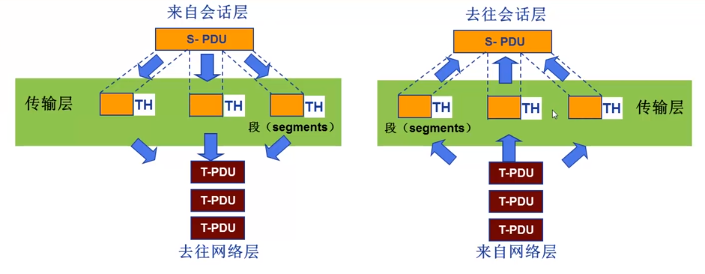 来自会话层
S- PDU
传输层
TH
TH
TH
段（segments）
T-PDU
T-PDU
T-PDU
去往网络层
去往会话层
S- PDU
TH
TH
TH
传输层
段（segments）
T-PDU
T-PDU
T-PDU
来自网络层